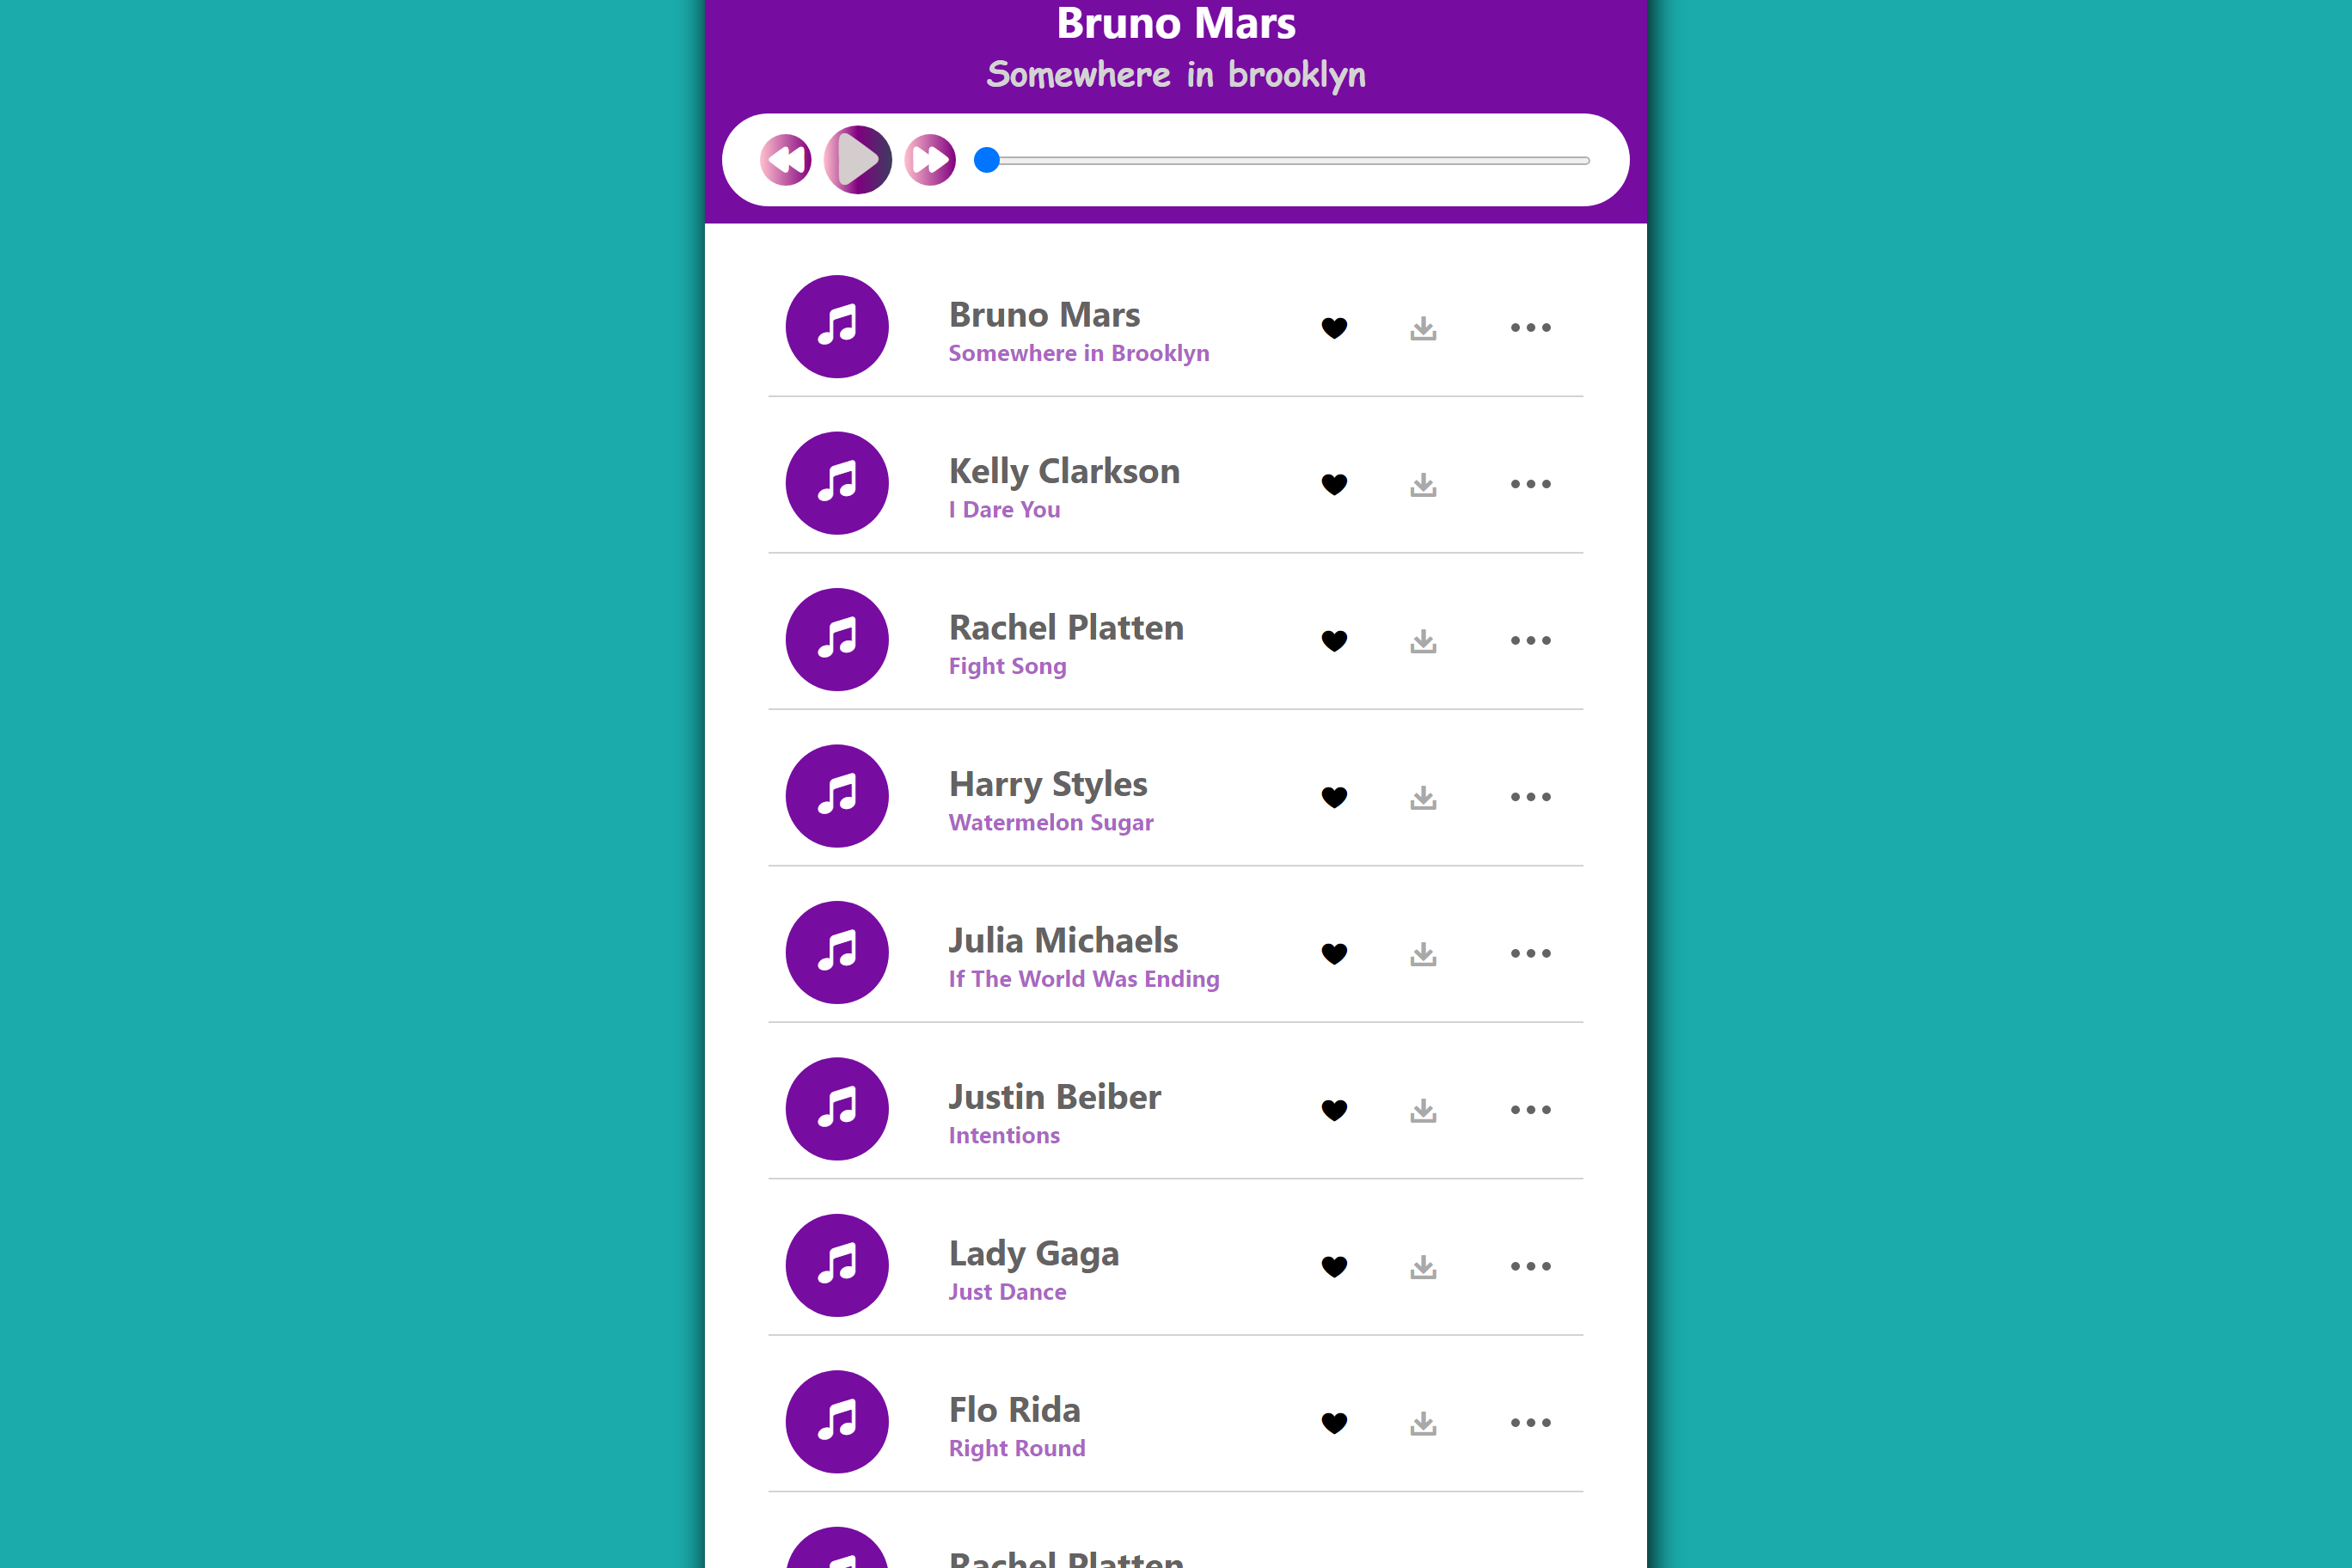 Bruno Mars
Somewhere in brooklyn
Bruno Mars
Somewhere in Brooklyn
Kelly Clarkson
I Dare You
Rachel Platten
Fight Song
Harry Styles
Watermelon Sugar
Julia Michaels
If The World Was Ending
Justin Beiber
Intentions
Lady Gaga
Just Dance
Flo Rida
Right Round
Rachel Platten